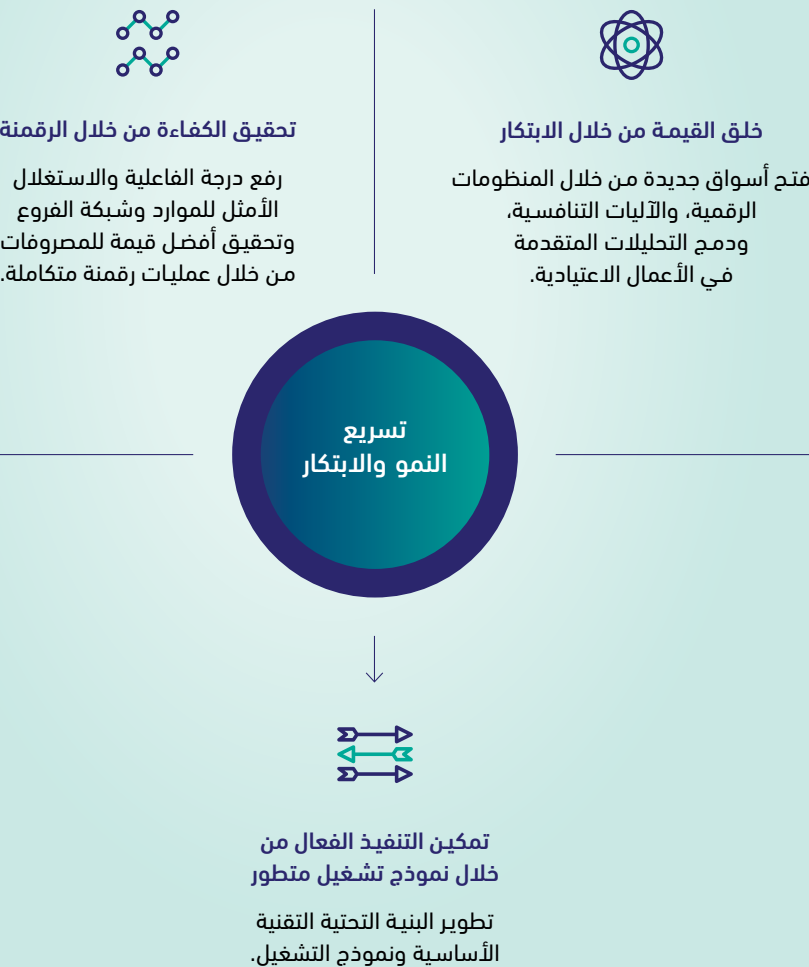 خلق القيمة من خلال الابتكار
فتح أسواق جديدة من خلال المنظومات
الرقمية، والآليات التنافسية،
ودمج التحليلات المتقدمة
في الأعمال الاعتيادية.
تحقيق الكفاءة من خلال الرقمنة
رفع درجة الفاعلية والاستغلال
الأمثل للموارد وشبكة الفروع
وتحقيق أفضل قيمة للمصروفات
من خلال عمليات رقمنة متكاملة.
تسريع
النمو والابتكار
تمكين التنفيذ الفعال من
خلال نموذج تشغيل متطور
تطوير البنية التحتية التقنية
الأساسية ونموذج التشغيل.